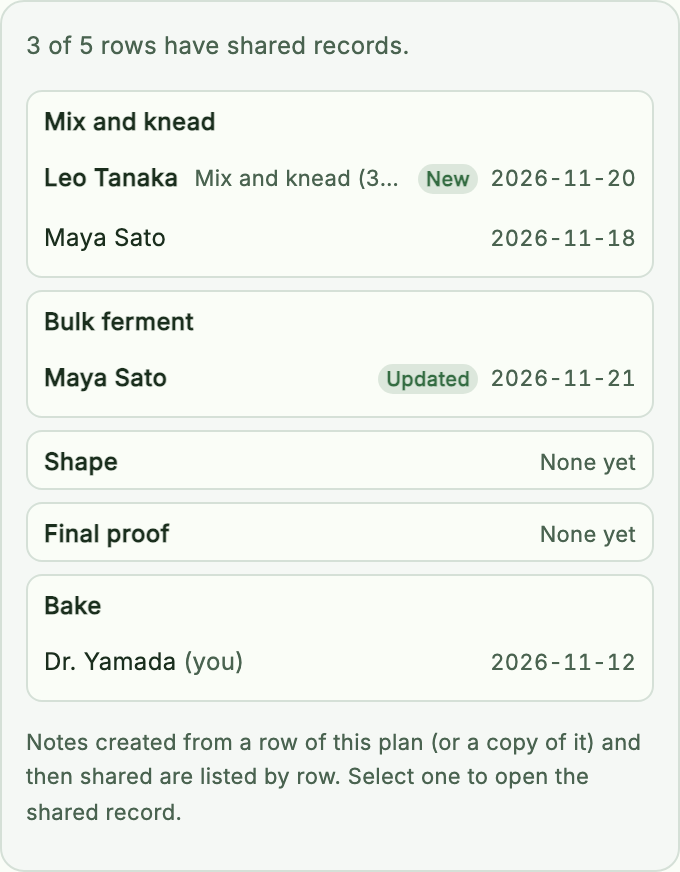 3 of 5 rows have shared records.
Mix and knead
Leo Tanaka Mix and knead (3... New 2026-11-20
Maya Sato 2026-11-18
Bulk ferment
Maya Sato Updated 2026-11-21
Shape None yet
Final proof None yet
Bake
Dr. Yamada (you) 2026-11-12
Notes created from a row of this plan (or a copy of it) and
then shared are listed by row. Select one to open the
shared record.